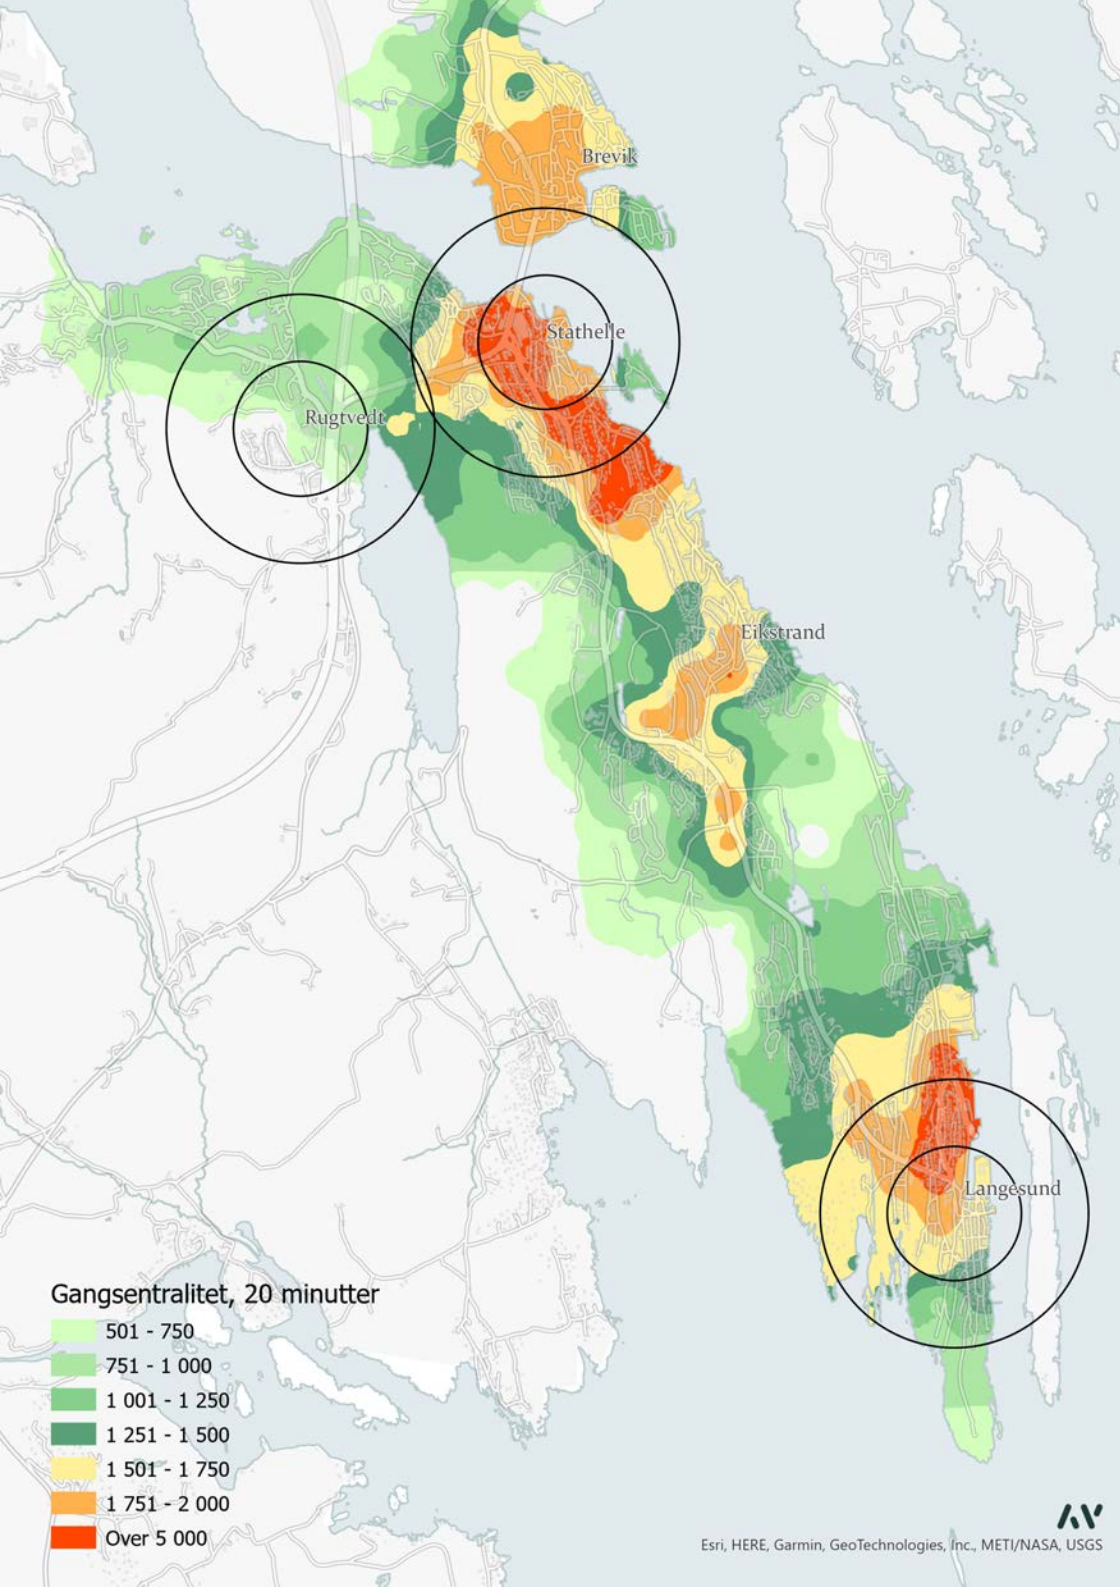 Brevik
Stathelle
Rugtvedt
Eikstrand
Langesund
Gangsentralitet, 20 minutter
501 - 750
751 - 1 000
1 001 - 1 250
1 251 - 1 500
1 501 - 1 750
1 751 - 2 000
Over 5 000
Esri, HERE, Garmin, GeoTechnologies, Inc., METI/NASA, USGS